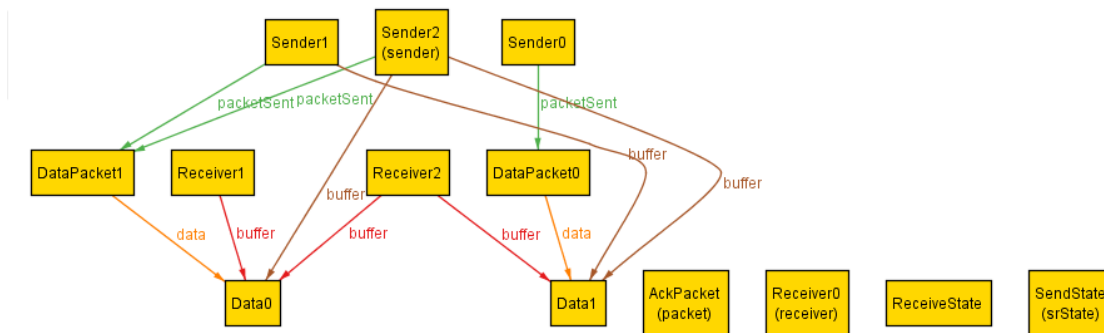 Sender1
Sender2
(sender)
Sender0
packetSent
packetSent
packetSent
DataPacket1
Receiver1
Receiver2
DataPacket0
buffer
buffer
buffer
data
buffer
buffer
buffer
data
Data0
Data1
AckPacket
(packet)
Receiver0
(receiver)
ReceiveState
SendState
(srState)